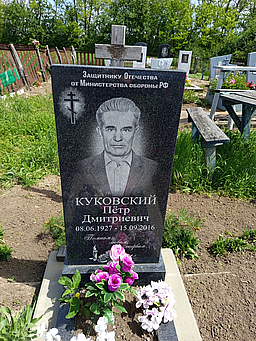 Защитнику Отечества
от Министерства обороны РФ
КУКОВСКИЙ
Пётр
Дмитриевич
08.06.1927 - 15.09.2016